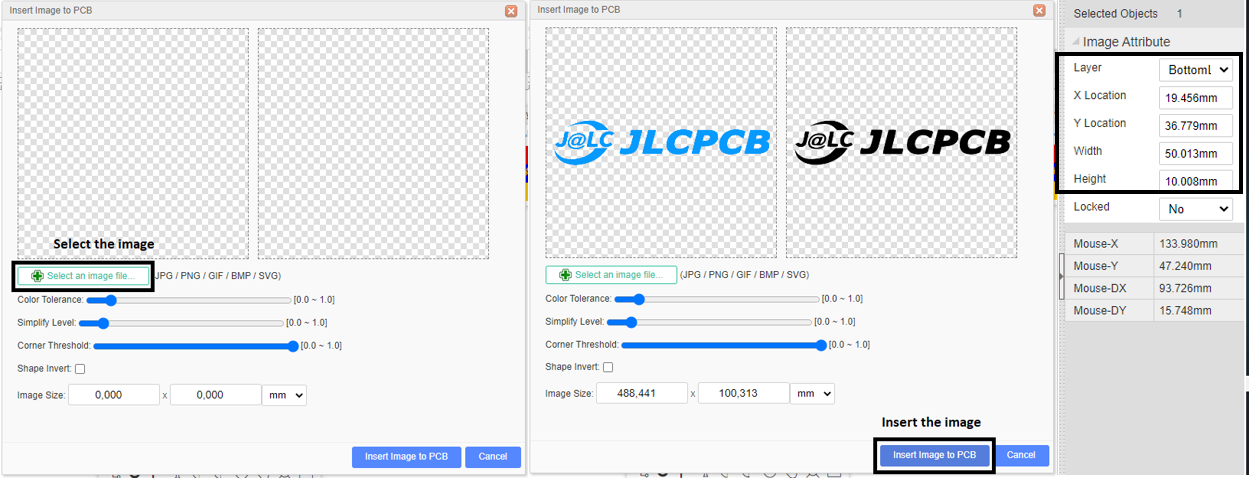 Insert Image to PCB
Select the image
Select an image file...
JPG / PNG / GIF / BMP / SVG)
Color Tolerance: [0.0 ~ 1.0]
Simplify Level: [0.0 ~ 1.0]
Corner Threshold: [0.0 ~ 1.0]
Shape Invert:
Image Size: 0,000 x 0,000 mm
Insert Image to PCB Cancel
Insert Image to PCB
J@LC JLCPCB J@LC JLCPCB
Select an image file... (JPG / PNG / GIF / BMP / SVG)
Color Tolerance: [0.0 ~ 1.0]
Simplify Level: [0.0 ~ 1.0]
Corner Threshold: [0.0 ~ 1.0]
Shape Invert:
Image Size: 488,441 x 100,313 mm
Insert the image
Insert Image to PCB Cancel
Selected Objects 1
Image Attribute
Layer BottomL
X Location 19.456mm
Y Location 36.779mm
Width 50.013mm
Height 10.008mm
Locked No
Mouse-X 133.980mm
Mouse-Y 47.240mm
Mouse-DX 93.726mm
Mouse-DY 15.748mm